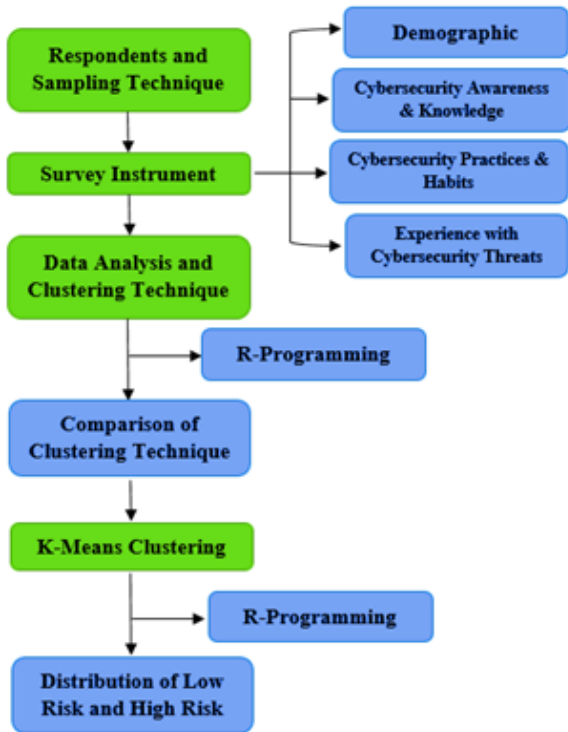 Respondents and
Sampling Technique
Survey Instrument
Demographic
Cybersecurity Awareness
& Knowledge
Cybersecurity Practices &
Habits
Experience with
Cybersecurity Threats
Data Analysis and
Clustering Technique
R-Programming
Comparison of
Clustering Technique
K-Means Clustering
R-Programming
Distribution of Low
Risk and High Risk